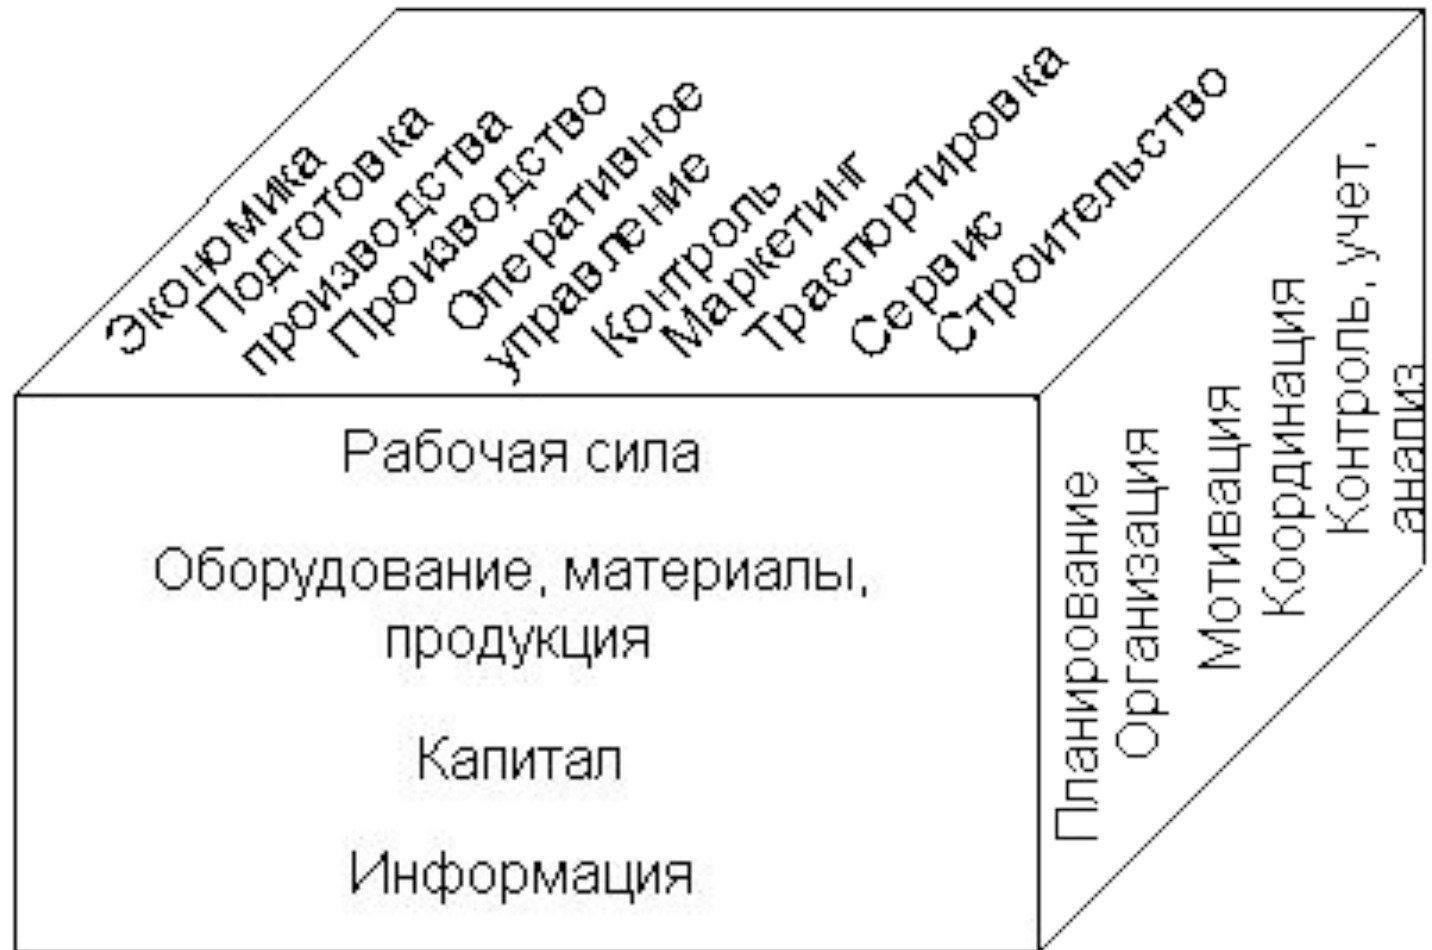 Экономика
Подготовка
производства
Производство
Оперативное
управление
Контроль
Маркетинг
Траспортировка
Сервис
Строительство
Рабочая сила
Оборудование, материалы,
продукция
Капитал
Информация
Планирование
Организация
Мотивация
Координация
Контроль, учет,
анализ